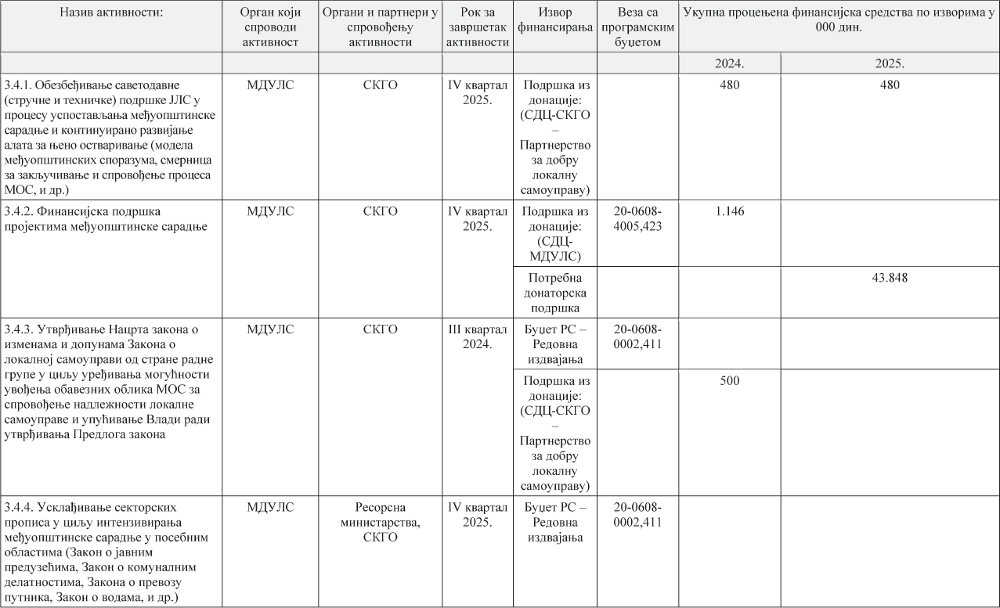 Назив активности:
Орган који
спроводи
активност
Органи и партнери у
спровођењу
активности
Рок за
завршетак
активности
Извор
финансирања
Веза са
програмским
буџетом
Укупна процењена финансијска средства по изворима у
000 дин.
2024.
2025.
3.4.1. Обезбеђивање саветодавне
(стручне и техничке) подршке ЈЛС у
процесу успостављања међуопштинске
сарадње и континуирано развијање
алата за њено остваривање (модела
међуопштинских споразума, смерница
за закључивање и спровођење процеса
МОС, и др.)
МДУЛС
СКГО
IV квартал
2025.
Подршка из
донације:
(СДЦ-СКГО
–
Партнерство
за добру
локалну
самоуправу)
480
480
3.4.2. Финансијска подршка
пројектима међуопштинске сарадње
МДУЛС
СКГО
IV квартал
2025.
Подршка из
донације:
(СДЦ-
МДУЛС)
20-0608-
4005,423
1.146
Потребна
донаторска
подршка
43.848
3.4.3. Утврђивање Нацрта закона о
изменама и допунама Закона о
локалној самоуправи од стране радне
групе у циљу уређивања могућности
увођења обавезних облика МОС за
спровођење надлежности локалне
самоуправе и упућивање Влади ради
утврђивања Предлога закона
МДУЛС
СКГО
III квартал
2024.
Буџет РС –
Редовна
издвајања
20-0608-
0002,411
Подршка из
донације:
(СДЦ-СКГО
–
Партнерство
за добру
локалну
самоуправу)
500
3.4.4. Усклађивање секторских
прописа у циљу интензивирања
међуопштинске сарадње у посебним
областима (Закон о јавним
предузећима, Закон о комуналним
делатностима, Закона о превозу
путника, Закон о водама, и др.)
МДУЛС
Ресорсна
министарства,
СКГО
IV квартал
2025.
Буџет РС –
Редовна
издвајања
20-0608-
0002,411